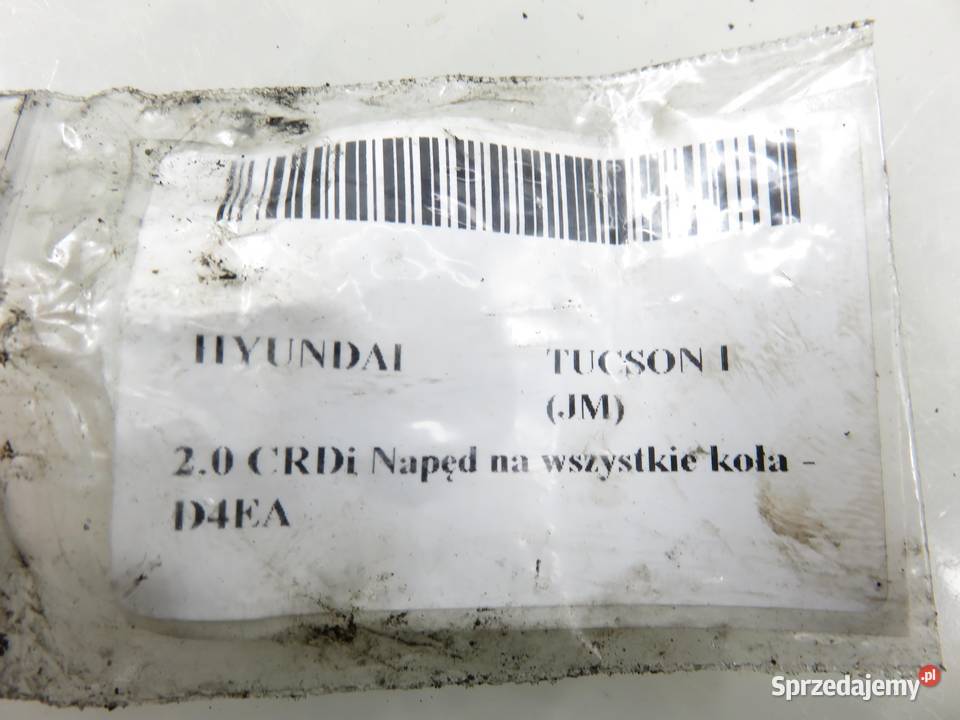 HYUNDAI TUCSON I
(JM)
2.0 CRDi Napęd na wszystkie koła -
D4EA
Sprzedajemy.pl